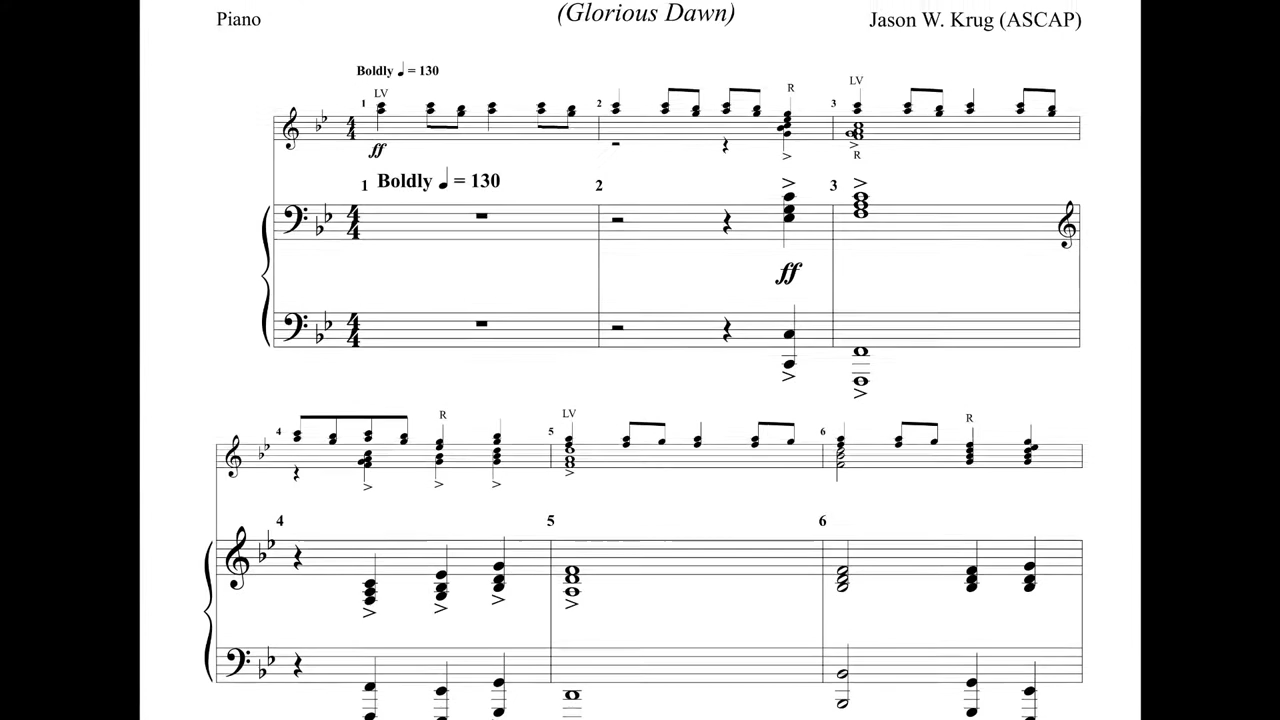 (Glorious Dawn)
Piano
Jason W. Krug (ASCAP)
Boldly ♩ = 130
LV
R
LV
1
2
3
ff
R
1 Boldly ♩ = 130
2
3
ff
4
R
LV
5
6
R
4
5
6